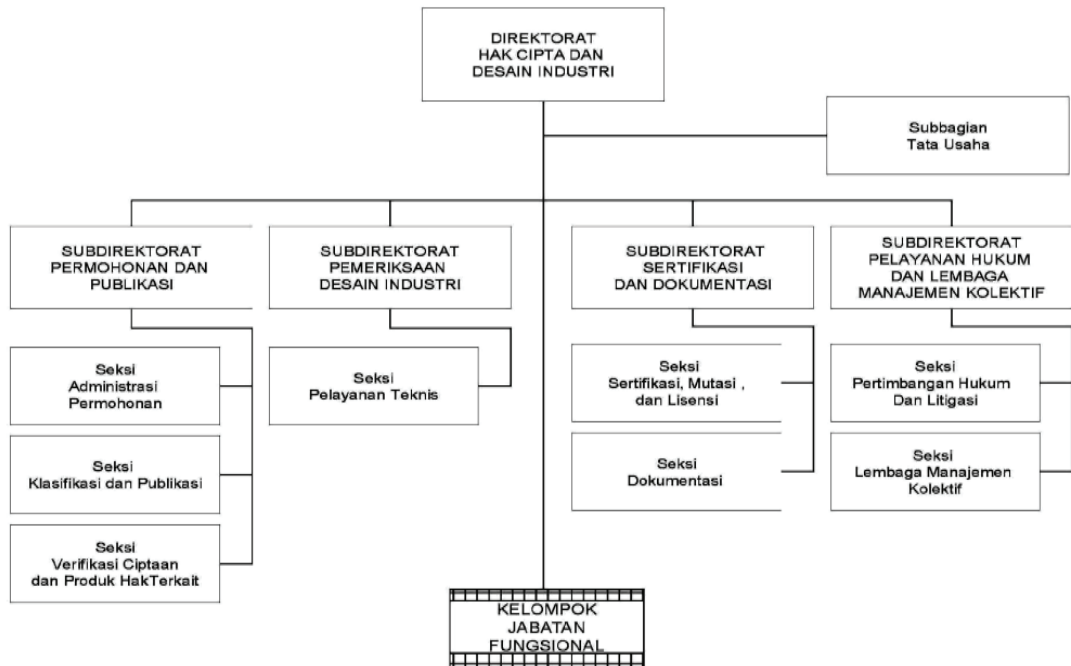 DIREKTORAT
HAK CIPTA DAN
DESAIN INDUSTRI
Subbagian
Tata Usaha
SUBDIREKTORAT
PERMOHONAN DAN
PUBLIKASI
SUBDIREKTORAT
PEMERIKSAAN
DESAIN INDUSTRI
SUBDIREKTORAT
SERTIFIKASI
DAN DOKUMENTASI
SUBDIREKTORAT
PELAYANAN HUKUM
DAN LEMBAGA
MANAJEMEN KOLEKTIF
Seksi
Administrasi
Permohonan
Seksi
Pelayanan Teknis
Seksi
Sertifikasi, Mutasi ,
dan Lisensi
Seksi
Pertimbangan Hukum
Dan Litigasi
Seksi
Klasifikasi dan Publikasi
Seksi
Dokumentasi
Seksi
Lembaga Manajemen
Kolektif
Seksi
Verifikasi Ciptaan
dan Produk HakTerkait
KELOMPOK
JABATAN
FUNGSIONAL